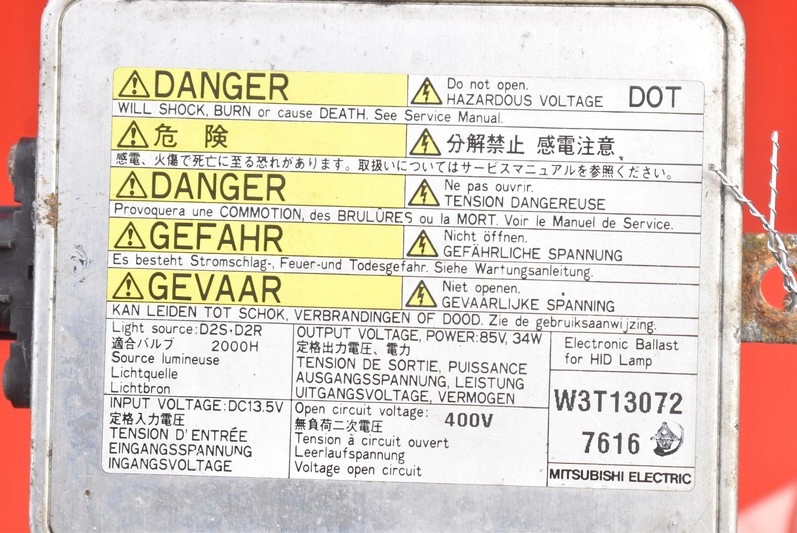 ⚠DANGER ⚡ Do not open.
HAZARDOUS VOLTAGE DOT
WILL SHOCK, BURN or cause DEATH. See Service Manual.
⚠危 険 ⚡ 分解禁止 感電注意
感電、火傷で死亡に至る恐れがあります。取扱いについてはサービスマニュアルを参照ください。
⚠DANGER ⚡ Ne pas ouvrir.
TENSION DANGEREUSE
Provoquera une COMMOTION, des BRULÛRES ou la MORT. Voir le Manuel de Service.
⚠GEFAHR ⚡ Nicht öffnen.
GEFÄHRLICHE SPANNUNG
Es besteht Stromschlag-, Feuer-und Todesgefahr. Siehe Wartungsanleitung.
⚠GEVAAR ⚡ Niet openen.
GEVAARLIJKE SPANNING
KAN LEIDEN TOT SCHOK, VERBRANDINGEN OF DOOD. Zie de gebruiksaanwijzing.
Light source:D2S・D2R
適合バルブ 2000H
Source lumineuse
Lichtquelle
Lichtbron
OUTPUT VOLTAGE, POWER:85V, 34W
定格出力電圧、電力
TENSION DE SORTIE, PUISSANCE
AUSGANGSSPANNUNG, LEISTUNG
UITGANGSVOLTAGE, VERMOGEN
Electronic Ballast
for HID Lamp
INPUT VOLTAGE:DC13.5V
定格入力電圧
TENSION D'ENTRÉE
EINGANGSSPANNUNG
INGANGSVOLTAGE
Open circuit voltage: 400V
無負荷二次電圧
Tension à circuit ouvert
Leerlaufspannung
Voltage open circuit
W3T13072
7616
MITSUBISHI ELECTRIC